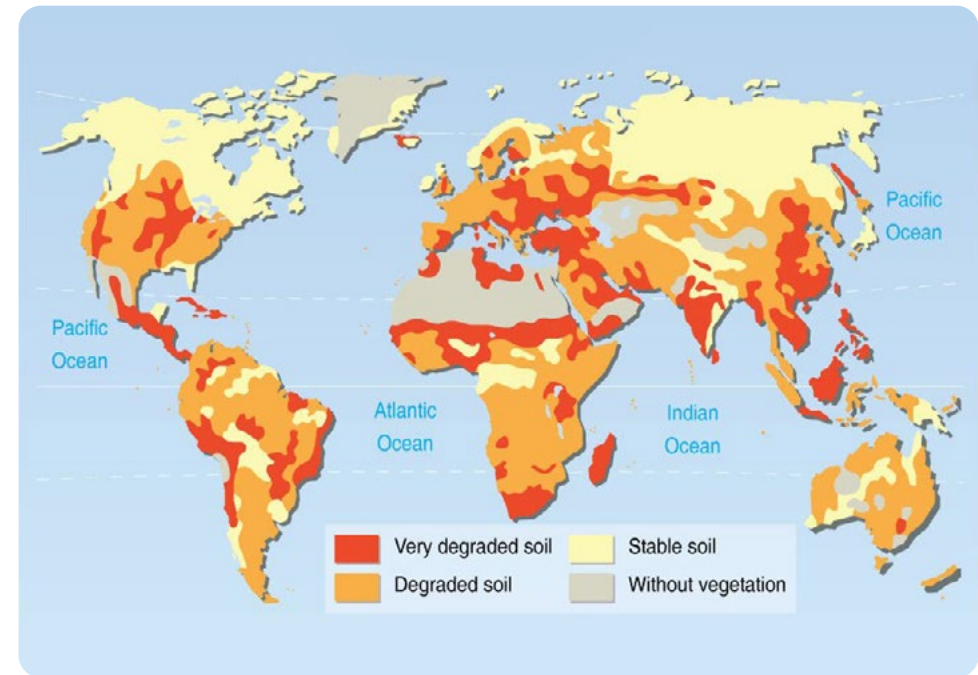 Pacific
Ocean
Pacific
Ocean
Atlantic
Ocean
Indian
Ocean
Very degraded soil
Stable soil
Degraded soil
Without vegetation